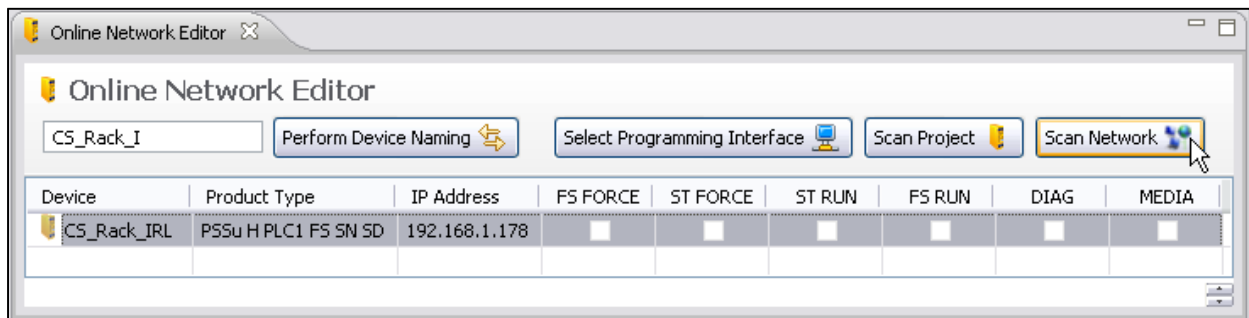 Online Network Editor
Online Network Editor
CS_Rack_I Perform Device Naming Select Programming Interface Scan Project Scan Network
Device Product Type IP Address FS FORCE ST FORCE ST RUN FS RUN DIAG MEDIA
CS_Rack_IRL PSSu H PLC1 FS SN SD 192.168.1.178